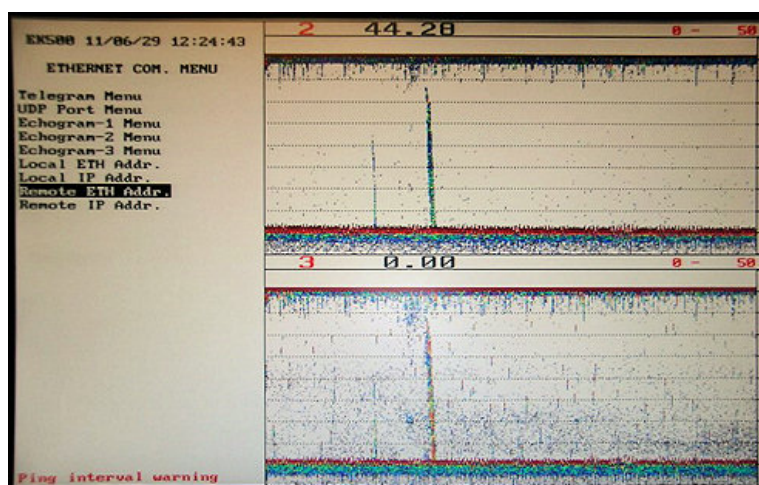 EK500 11/06/29 12:24:43
ETHERNET COM. MENU
Telegram Menu
UDP Port Menu
Echogram-1 Menu
Echogram-2 Menu
Echogram-3 Menu
Local ETH Addr.
Local IP Addr.
Remote ETH Addr.
Remote IP Addr.
Ping interval warning
2 44.28 0 - 50
3 0.00 0 - 50